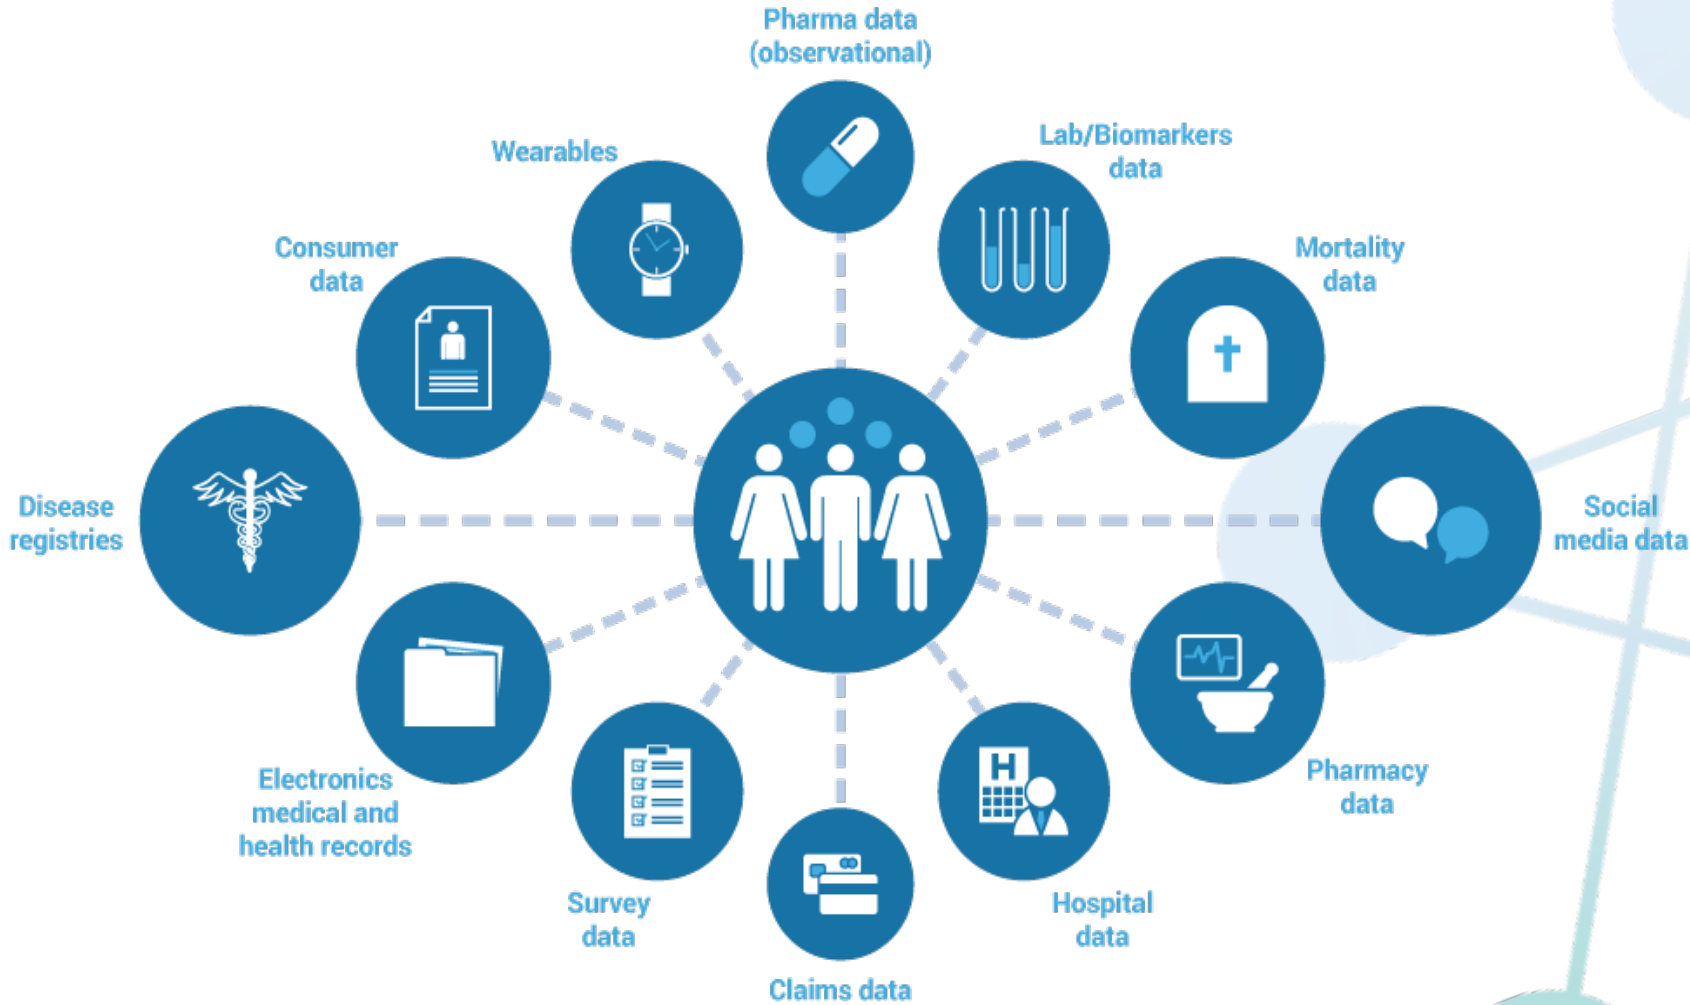 Pharma data
(observational)
Wearables
Lab/Biomarkers
data
Consumer
data
Mortality
data
Disease
registries
Social
media data
Electronics
medical and
health records
Pharmacy
data
H
Survey
data
Hospital
data
Claims data